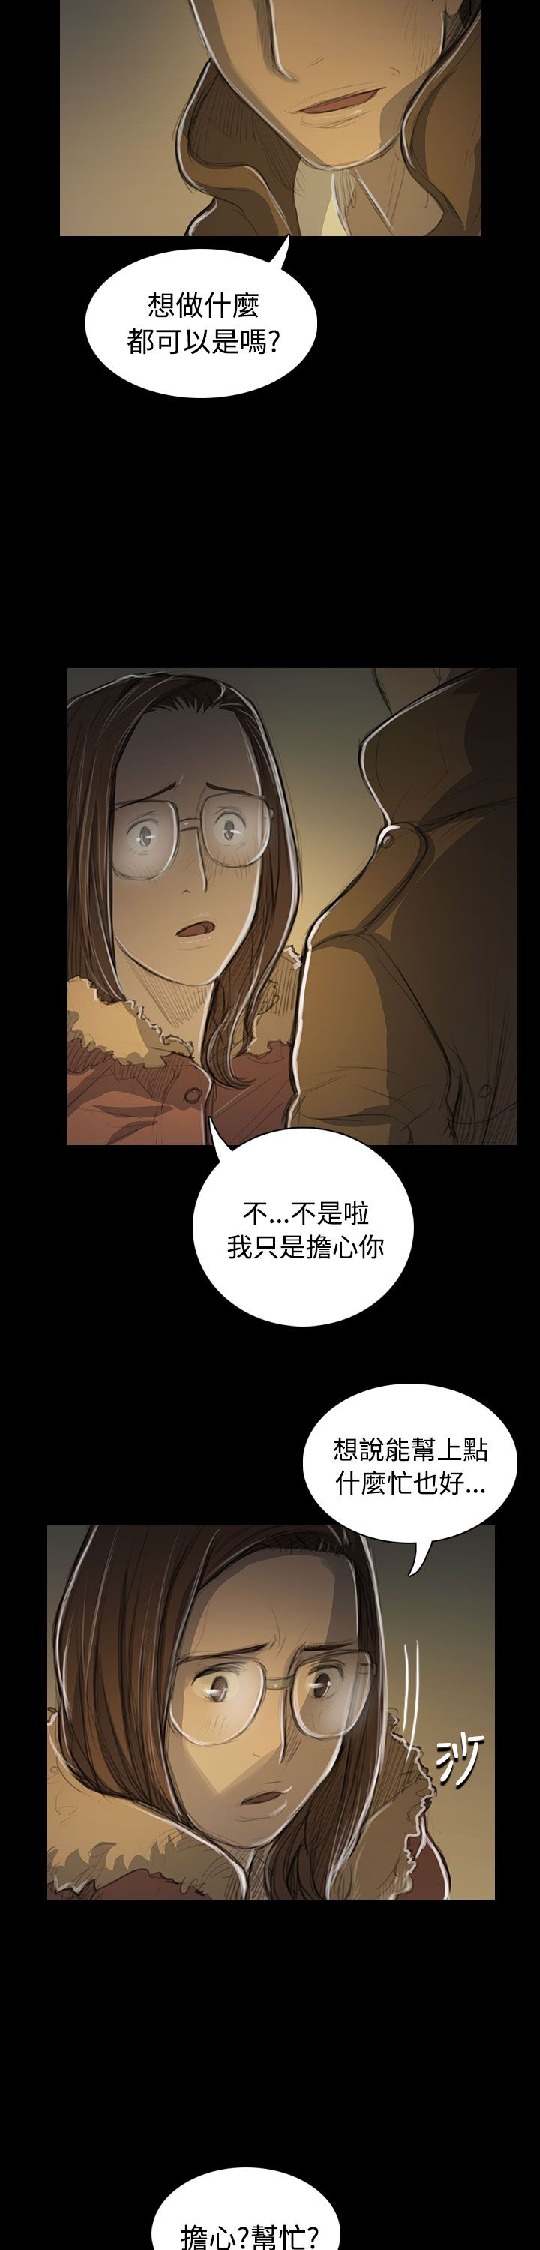 想做什麼
都可以是嗎?
不...不是啦
我只是擔心你
想說能幫上點
什麼忙也好...
沙
擔心?幫忙?